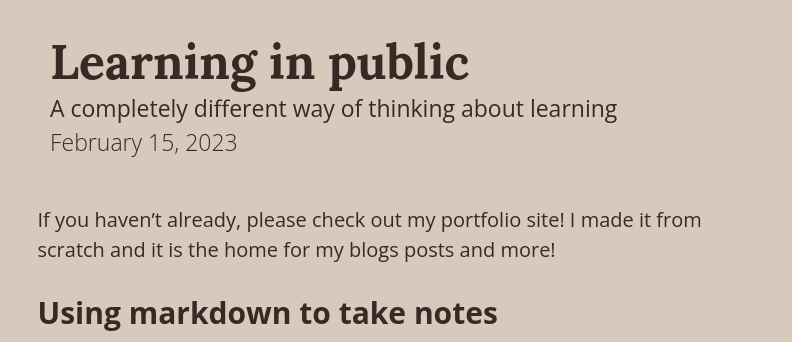 Learning in public
A completely different way of thinking about learning
February 15, 2023
If you haven’t already, please check out my portfolio site! I made it from
scratch and it is the home for my blogs posts and more!
Using markdown to take notes